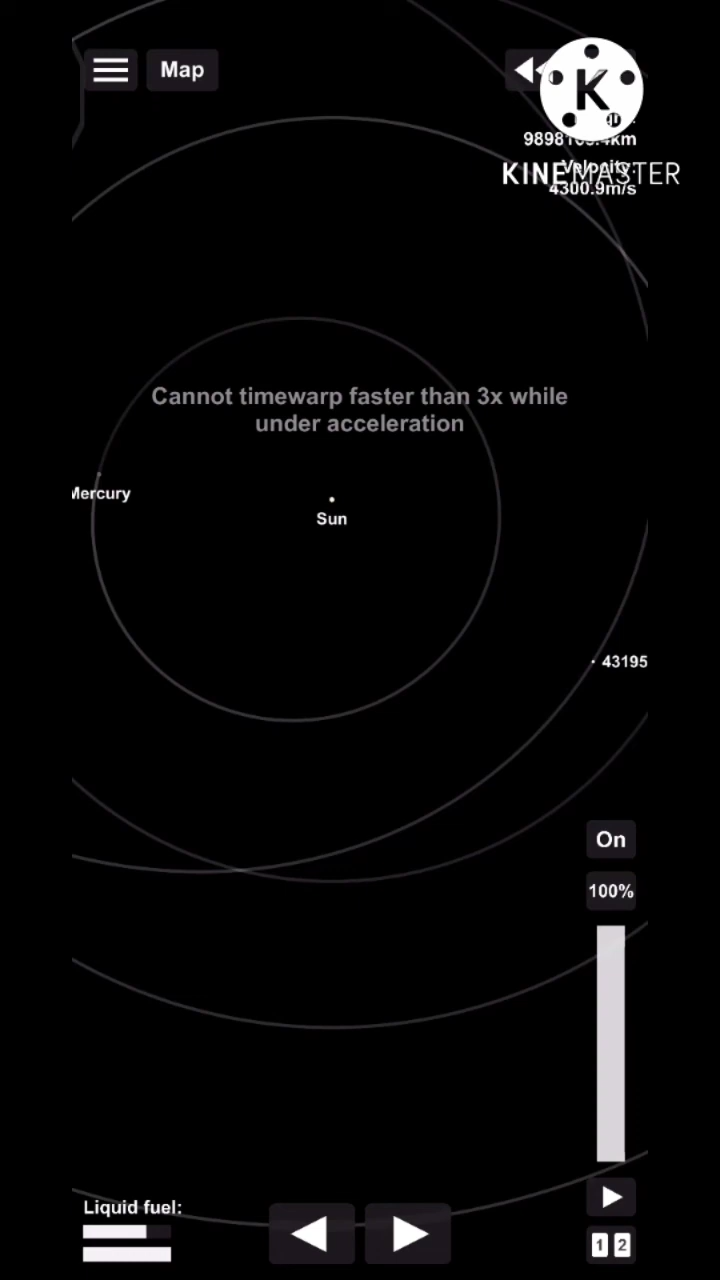 Map
K
Velocity:
KINEMASTER
4300.9m/s
Cannot timewarp faster than 3x while
under acceleration
Mercury
Sun
43195
On
100%
Liquid fuel:
1 2